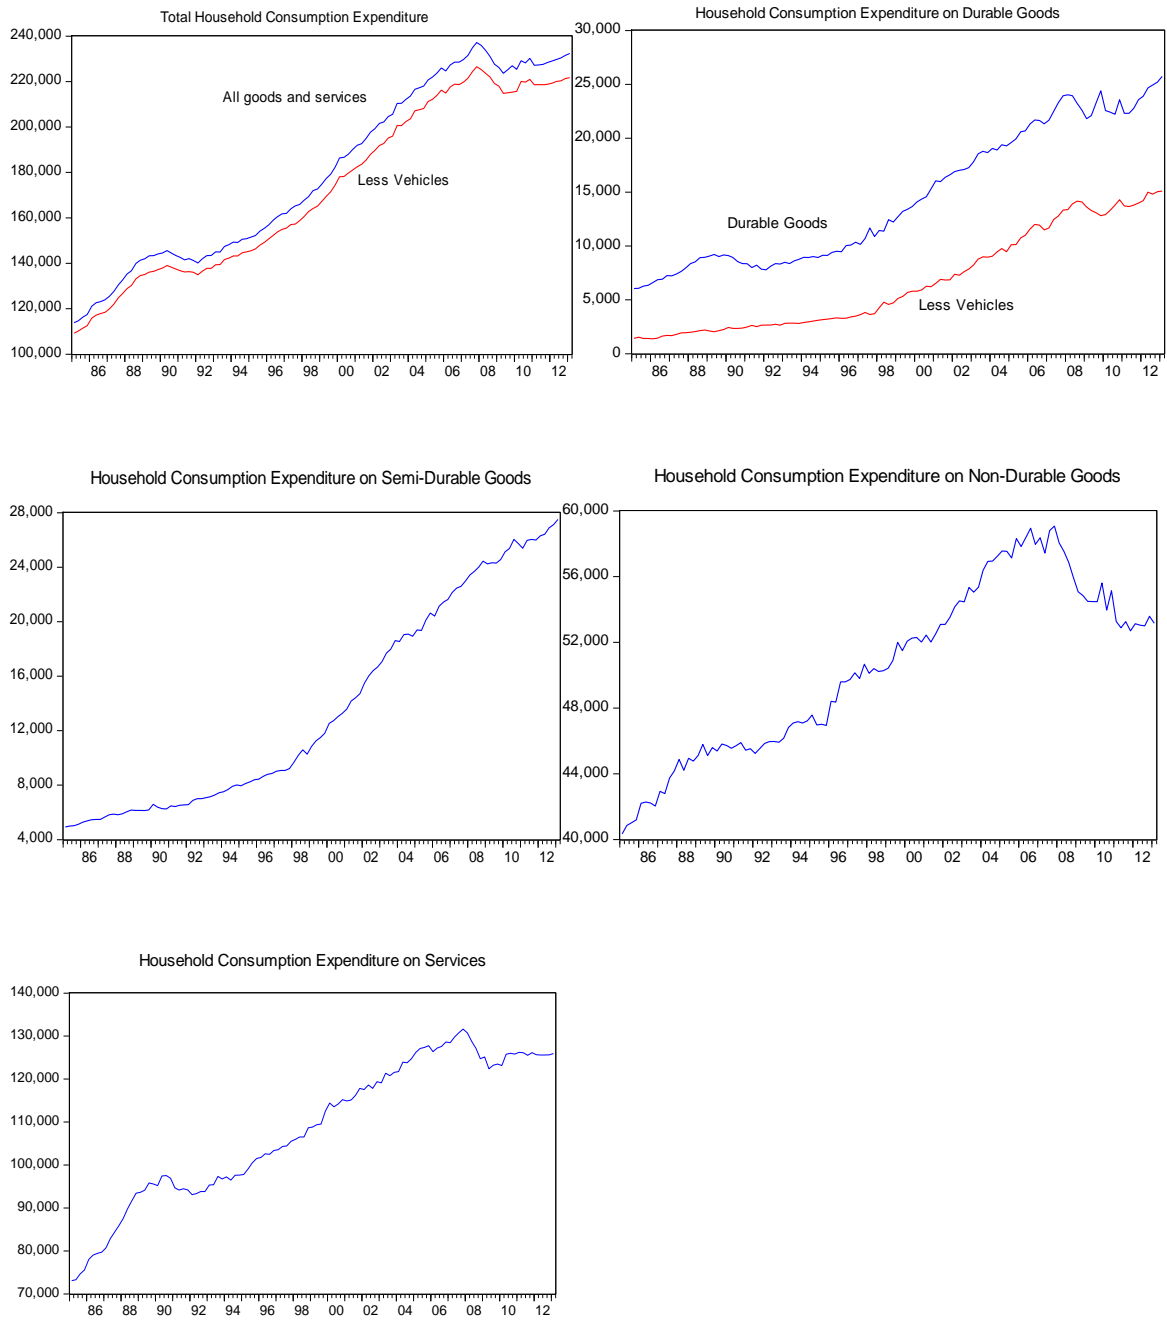 Total Household Consumption Expenditure
240,000
220,000
200,000
180,000
160,000
140,000
120,000
100,000
All goods and services
Less Vehicles
86 88 90 92 94 96 98 00 02 04 06 08 10 12
Household Consumption Expenditure on Durable Goods
30,000
25,000
20,000
15,000
10,000
5,000
0
Durable Goods
Less Vehicles
86 88 90 92 94 96 98 00 02 04 06 08 10 12
Household Consumption Expenditure on Semi-Durable Goods
28,000
24,000
20,000
16,000
12,000
8,000
4,000
86 88 90 92 94 96 98 00 02 04 06 08 10 12
Household Consumption Expenditure on Non-Durable Goods
60,000
56,000
52,000
48,000
44,000
40,000
86 88 90 92 94 96 98 00 02 04 06 08 10 12
Household Consumption Expenditure on Services
140,000
130,000
120,000
110,000
100,000
90,000
80,000
70,000
86 88 90 92 94 96 98 00 02 04 06 08 10 12